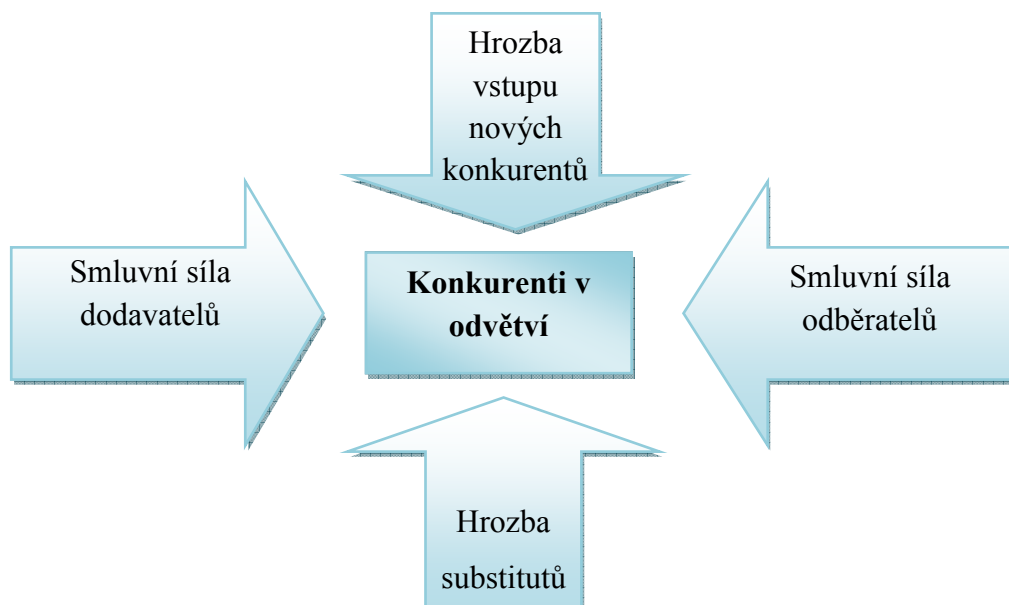 Hrozba
vstupu
nových
konkurentů
Smluvní síla
dodavatelů
Konkurenti v
odvětví
Smluvní síla
odběratelů
Hrozba
substitutů